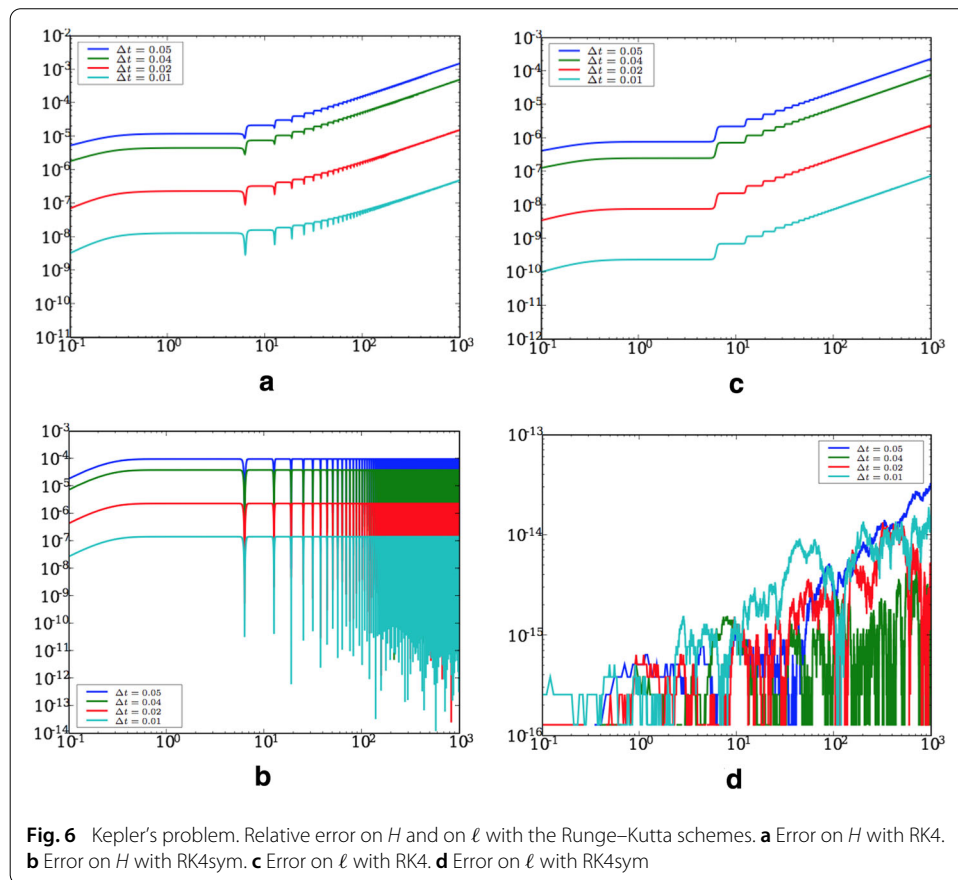 10^-2
10^-3
10^-4
10^-5
10^-6
10^-7
10^-8
10^-9
10^-10
10^-11
10^-1 10^0 10^1 10^2 10^3
Δt = 0.05
Δt = 0.04
Δt = 0.02
Δt = 0.01
a
10^-3
10^-4
10^-5
10^-6
10^-7
10^-8
10^-9
10^-10
10^-11
10^-12
10^-1 10^0 10^1 10^2 10^3
Δt = 0.05
Δt = 0.04
Δt = 0.02
Δt = 0.01
c
10^-3
10^-4
10^-5
10^-6
10^-7
10^-8
10^-9
10^-10
10^-11
10^-12
10^-13
10^-14
10^-1 10^0 10^1 10^2 10^3
Δt = 0.05
Δt = 0.04
Δt = 0.02
Δt = 0.01
b
10^-13
10^-14
10^-15
10^-16
10^-1 10^0 10^1 10^2 10^3
Δt = 0.05
Δt = 0.04
Δt = 0.02
Δt = 0.01
d
Fig. 6 Kepler's problem. Relative error on H and on ℓ with the Runge–Kutta schemes. a Error on H with RK4.
b Error on H with RK4sym. c Error on ℓ with RK4. d Error on ℓ with RK4sym